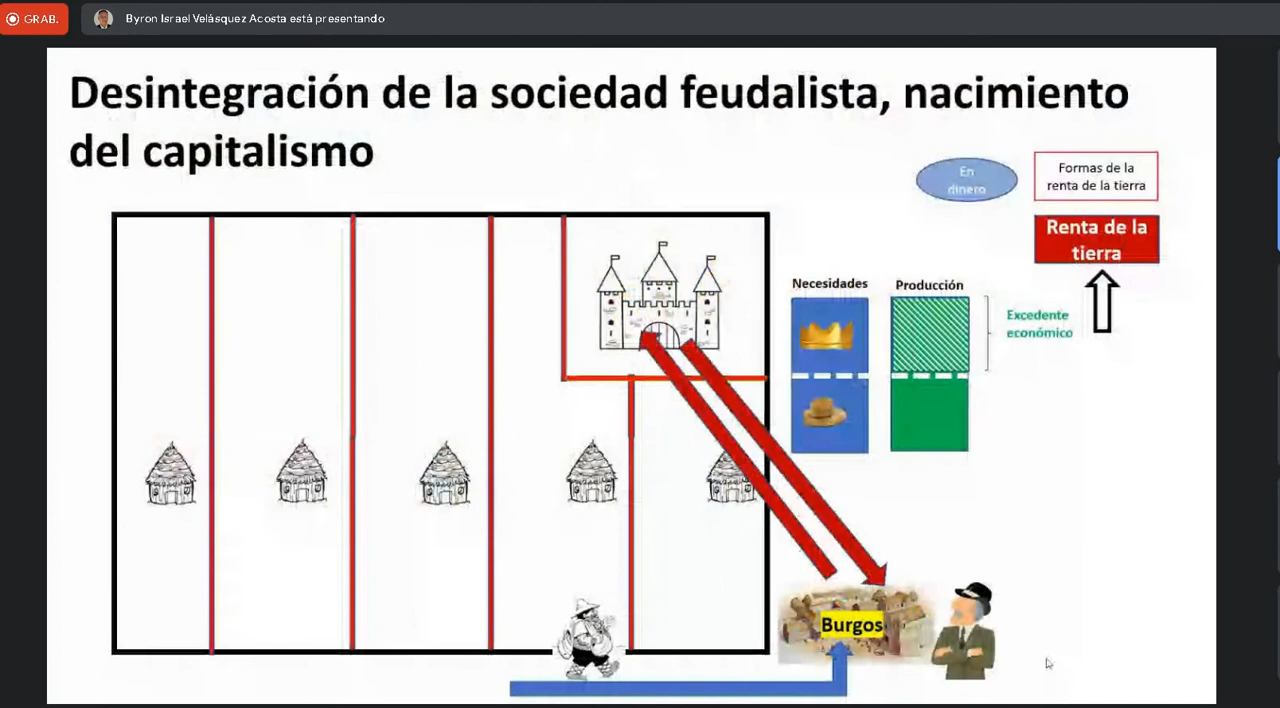 GRAB.
Byron Israel Velásquez Acosta está presentando
Desintegración de la sociedad feudalista, nacimiento
del capitalismo
En
dinero
Formas de la
renta de la tierra
Renta de la
tierra
Necesidades
Producción
Excedente
económico
Burgos